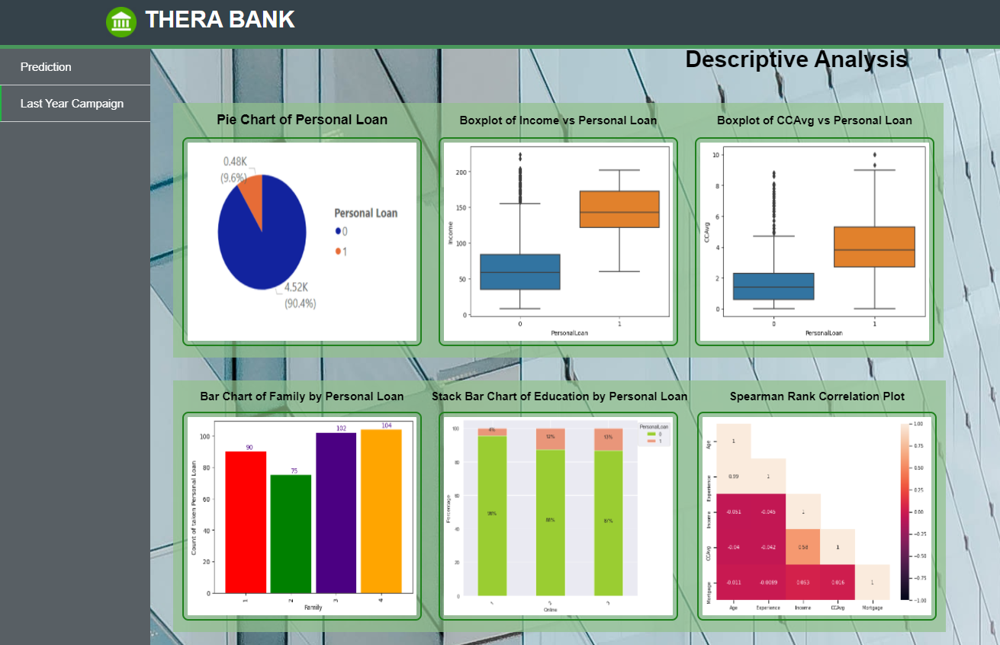 THERA BANK
Prediction
Last Year Campaign
Descriptive Analysis
Pie Chart of Personal Loan
0.48K
(9.6%)
Personal Loan
0
1
4.52K
(90.4%)
Boxplot of Income vs Personal Loan
Income
200
150
100
50
0
0 1
PersonalLoan
Boxplot of CCAvg vs Personal Loan
CCAvg
10
8
6
4
2
0
0 1
PersonalLoan
Bar Chart of Family by Personal Loan
Count of taken Personal Loan
100
80
60
40
20
0
90
75
102
104
1 2 3 4
Family
Stack Bar Chart of Education by Personal Loan
PersonalLoan
0
1
Percentage
100
80
60
40
20
0
4% 12% 13%
87%
1 2 3
Online
Spearman Rank Correlation Plot
Age
Experience
Income
CCAvg
Mortgage
1
0.99 1
-0.051 -0.045 1
-0.04 -0.042 0.58 1
-0.011 -0.0089 0.053 0.016 1
Age Experience Income CCAvg Mortgage
1.00
0.75
0.50
0.25
0.00
-0.25
-0.50
-0.75
-1.00